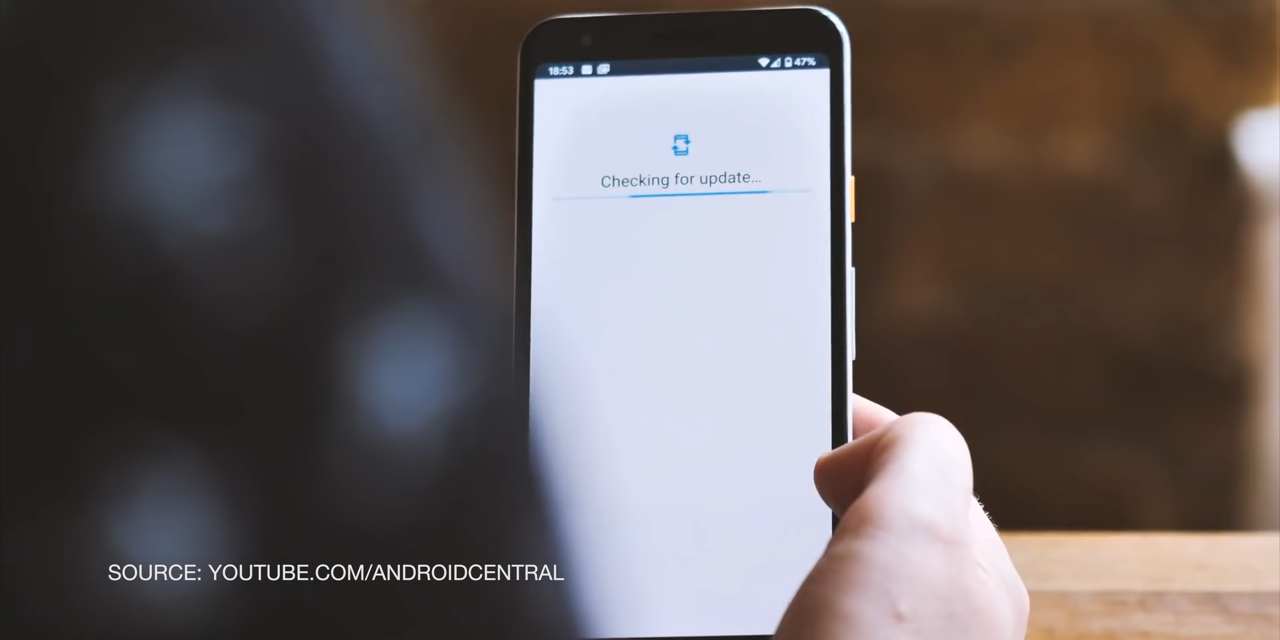 18:53 47%
Checking for update...
SOURCE: YOUTUBE.COM/ANDROIDCENTRAL